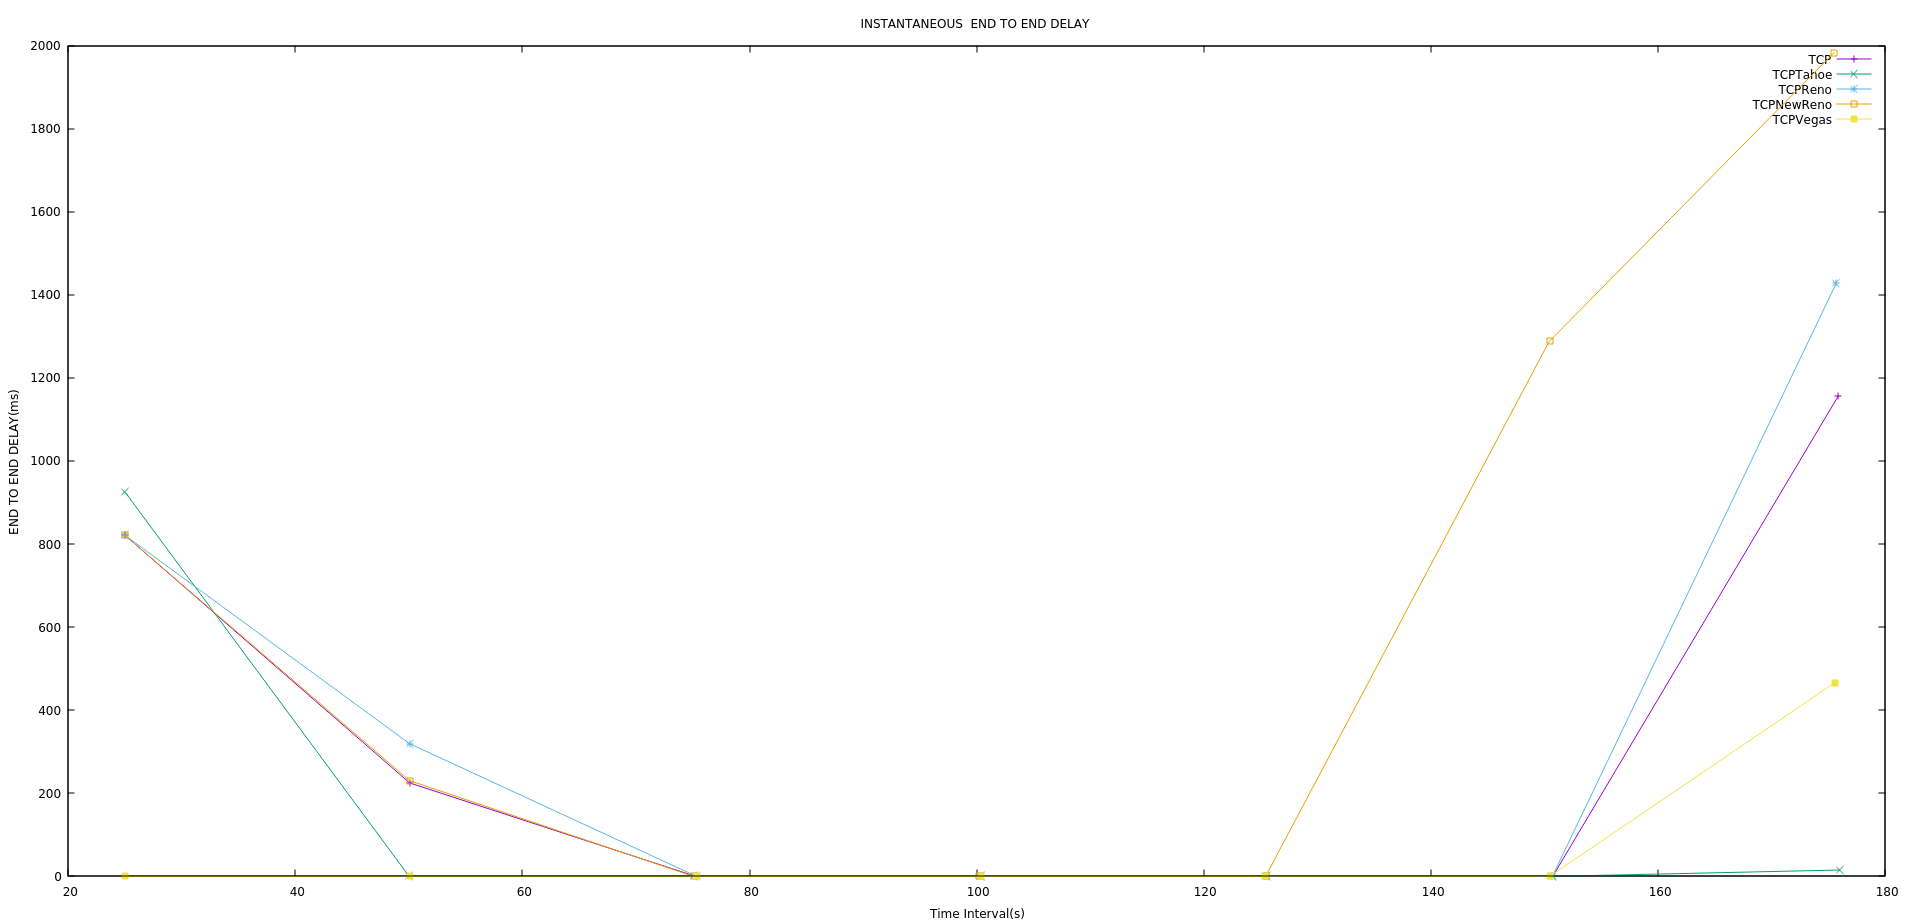 INSTANTANEOUS  END TO END DELAY
2000
1800
1600
1400
1200
1000
800
600
400
200
0
END TO END DELAY(ms)
TCP
TCPTahoe
TCPReno
TCPNewReno
TCPVegas
20 40 60 80 100 120 140 160 180
Time Interval(s)